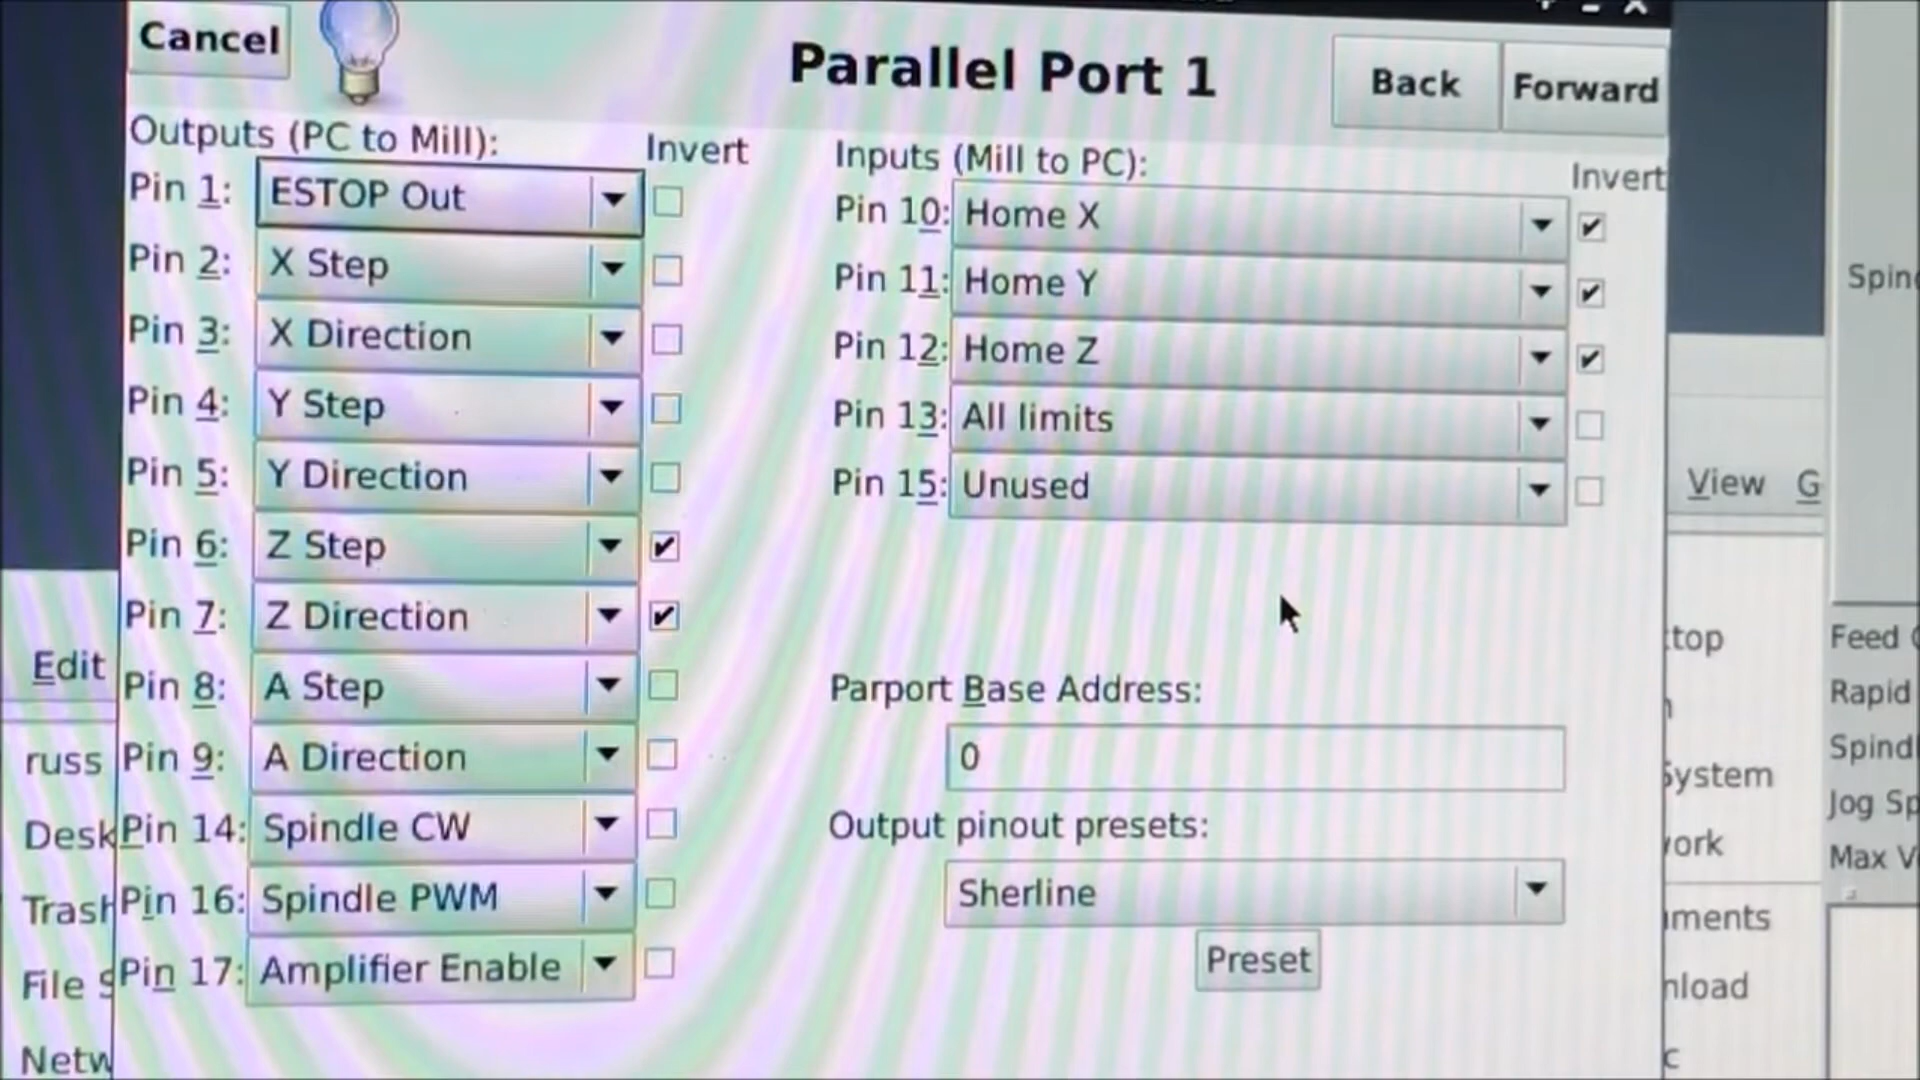 Cancel
Parallel Port 1
Back
Forward
Outputs (PC to Mill):
Invert
Pin 1: ESTOP Out
Pin 2: X Step
Pin 3: X Direction
Pin 4: Y Step
Pin 5: Y Direction
Pin 6: Z Step
Pin 7: Z Direction
Pin 8: A Step
Pin 9: A Direction
Pin 14: Spindle CW
Pin 16: Spindle PWM
Pin 17: Amplifier Enable
Inputs (Mill to PC):
Invert
Pin 10: Home X
Pin 11: Home Y
Pin 12: Home Z
Pin 13: All limits
Pin 15: Unused
Parport Base Address:
0
Output pinout presets:
Sherline
Preset
Edit
russ
Desk
Trash
File S
Netw
View G
top
System
work
uments
nload
c
Spin
Feed
Rapid
Spind
Jog Sp
Max V